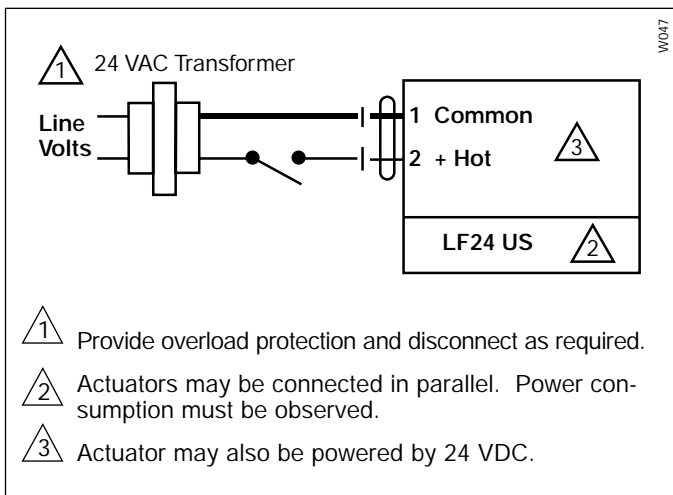 W047
1 24 VAC Transformer
Line
Volts
1 Common
2 + Hot
3
LF24 US 2
1 Provide overload protection and disconnect as required.
2 Actuators may be connected in parallel. Power con-
sumption must be observed.
3 Actuator may also be powered by 24 VDC.